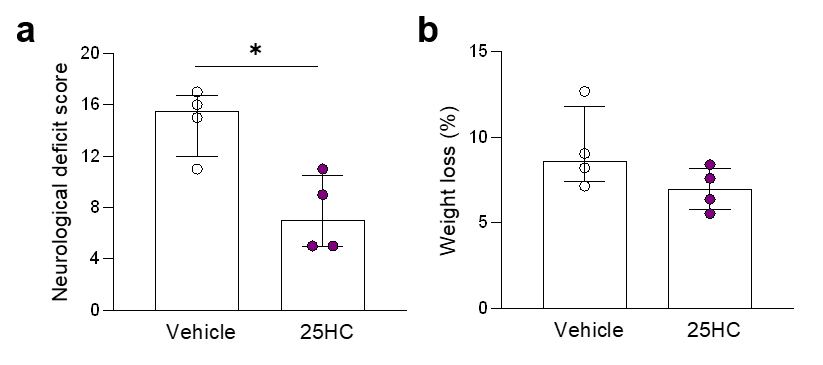 a
Neurological deficit score
20
16
12
8
4
0
*
Vehicle
25HC
b
Weight loss (%)
15
10
5
0
Vehicle
25HC